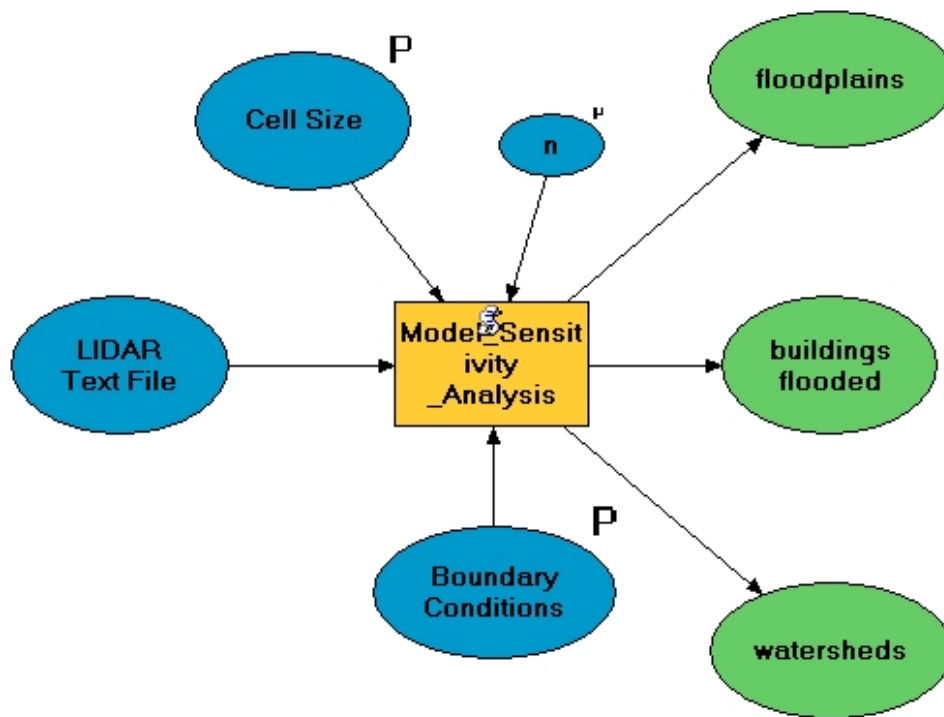 P
Cell Size
P
n
floodplains
LIDAR
Text File
Model_Sensit
ivity
_Analysis
buildings
flooded
P
Boundary
Conditions
watersheds